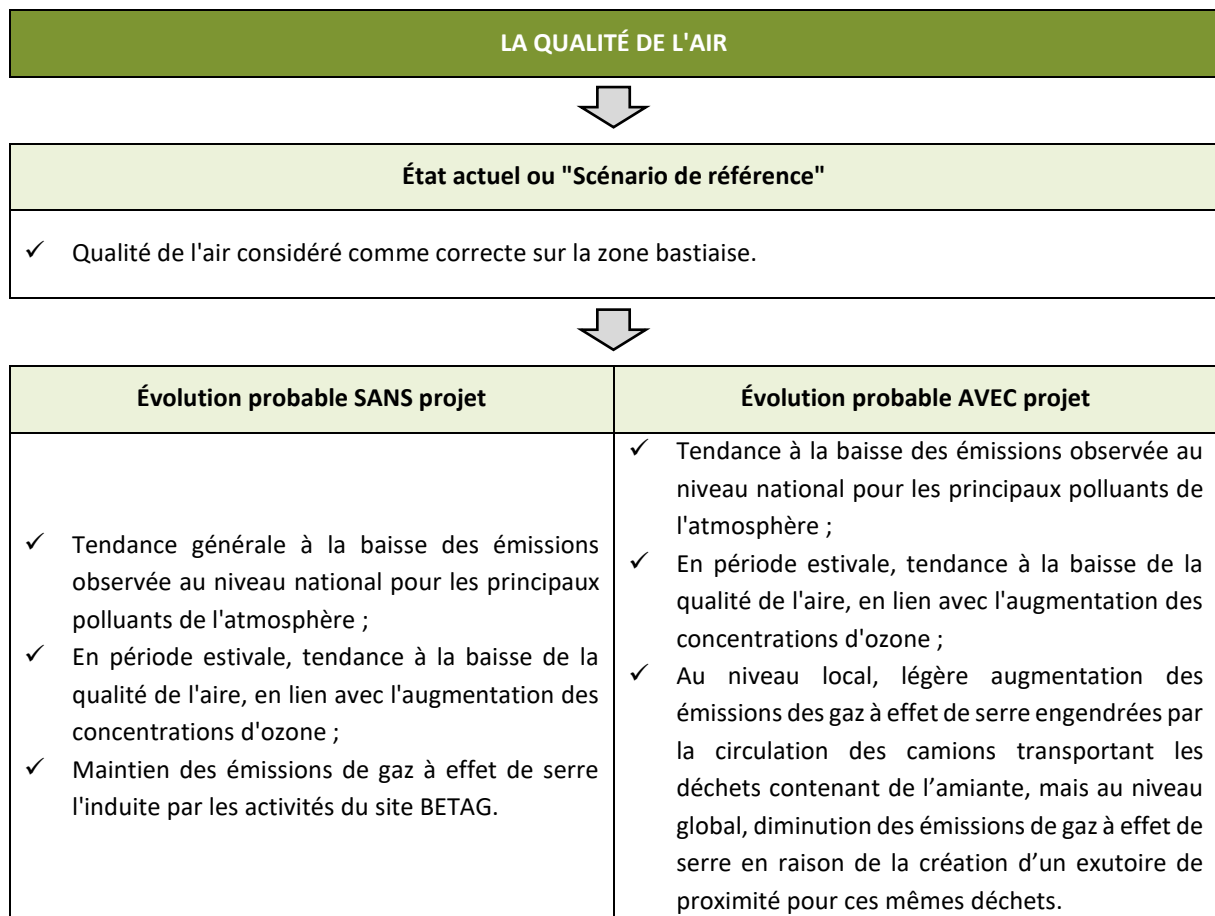 LA QUALITÉ DE L'AIR
État actuel ou "Scénario de référence"
✓ Qualité de l'air considéré comme correcte sur la zone bastiaise.
Évolution probable SANS projet
✓ Tendance générale à la baisse des émissions
observée au niveau national pour les principaux
polluants de l'atmosphère ;
✓ En période estivale, tendance à la baisse de la
qualité de l'aire, en lien avec l'augmentation des
concentrations d'ozone ;
✓ Maintien des émissions de gaz à effet de serre
l'induite par les activités du site BETAG.
Évolution probable AVEC projet
✓ Tendance à la baisse des émissions observée au
niveau national pour les principaux polluants de
l'atmosphère ;
✓ En période estivale, tendance à la baisse de la
qualité de l'aire, en lien avec l'augmentation des
concentrations d'ozone ;
✓ Au niveau local, légère augmentation des
émissions des gaz à effet de serre engendrées par
la circulation des camions transportant les
déchets contenant de l’amiante, mais au niveau
global, diminution des émissions de gaz à effet de
serre en raison de la création d’un exutoire de
proximité pour ces mêmes déchets.